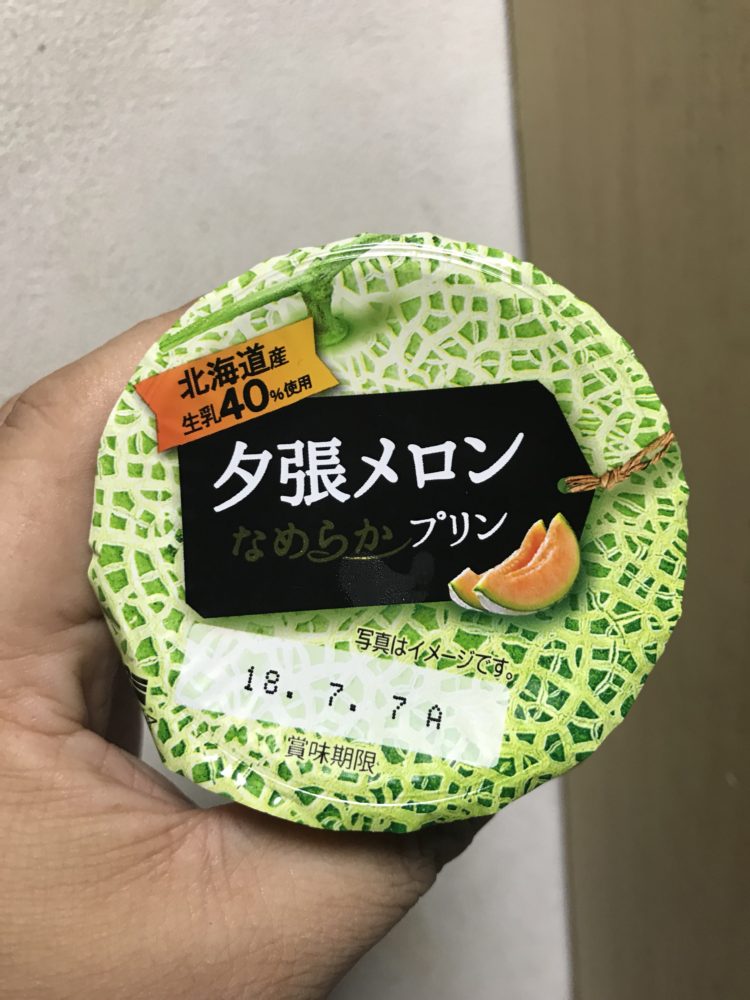 北海道産
生乳40%使用
夕張メロン
なめらかプリン
写真はイメージです。
18. 7. 7 A
賞味期限